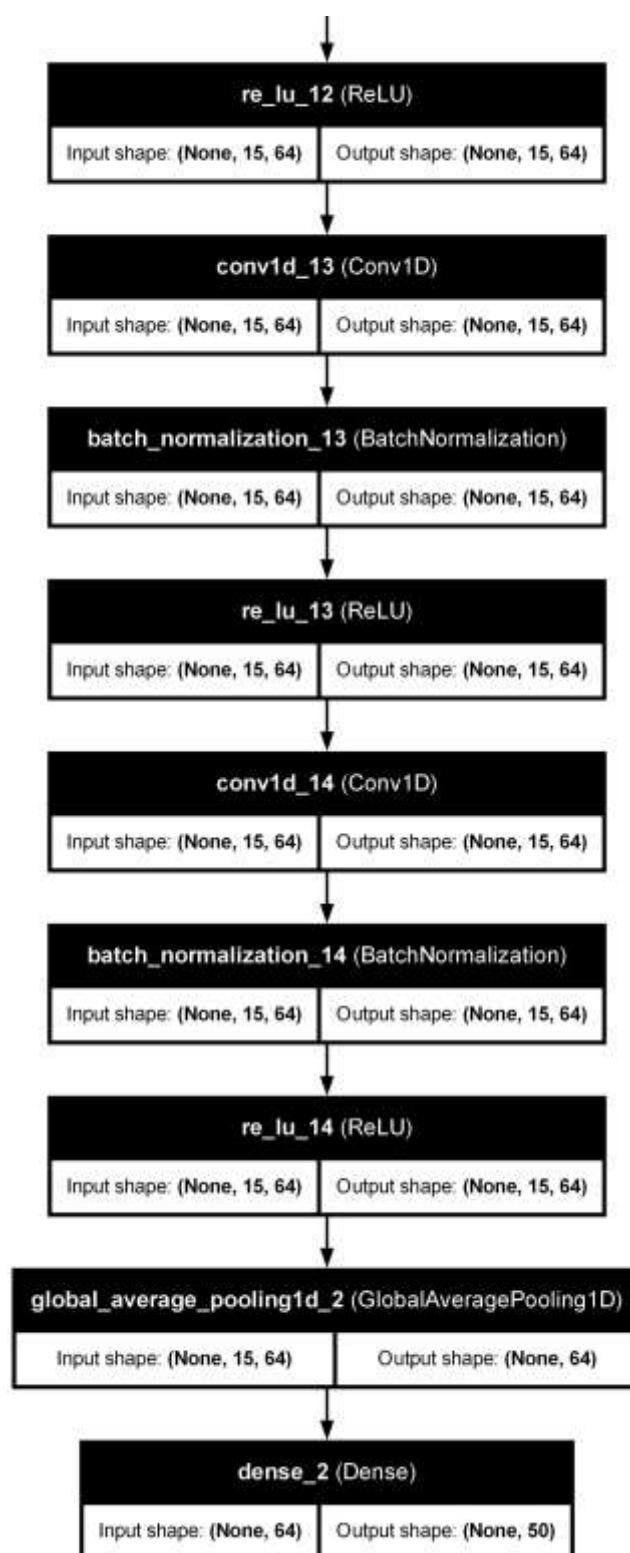 re_lu_12 (ReLU)
Input shape: (None, 15, 64) Output shape: (None, 15, 64)
conv1d_13 (Conv1D)
Input shape: (None, 15, 64) Output shape: (None, 15, 64)
batch_normalization_13 (BatchNormalization)
Input shape: (None, 15, 64) Output shape: (None, 15, 64)
re_lu_13 (ReLU)
Input shape: (None, 15, 64) Output shape: (None, 15, 64)
conv1d_14 (Conv1D)
Input shape: (None, 15, 64) Output shape: (None, 15, 64)
batch_normalization_14 (BatchNormalization)
Input shape: (None, 15, 64) Output shape: (None, 15, 64)
re_lu_14 (ReLU)
Input shape: (None, 15, 64) Output shape: (None, 15, 64)
global_average_pooling1d_2 (GlobalAveragePooling1D)
Input shape: (None, 15, 64) Output shape: (None, 64)
dense_2 (Dense)
Input shape: (None, 64) Output shape: (None, 50)